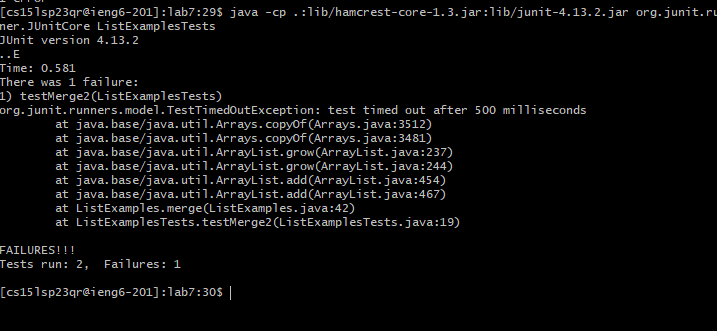 [cs15lsp23qr@ieng6-201]:lab7:29$ java -cp .:lib/hamcrest-core-1.3.jar:lib/junit-4.13.2.jar org.junit.run
ner.JUnitCore ListExamplesTests
JUnit version 4.13.2
..E
Time: 0.581
There was 1 failure:
1) testMerge2(ListExamplesTests)
org.junit.runners.model.TestTimedOutException: test timed out after 500 milliseconds
at java.base/java.util.Arrays.copyOf(Arrays.java:3512)
at java.base/java.util.Arrays.copyOf(Arrays.java:3481)
at java.base/java.util.ArrayList.grow(ArrayList.java:237)
at java.base/java.util.ArrayList.grow(ArrayList.java:244)
at java.base/java.util.ArrayList.add(ArrayList.java:454)
at java.base/java.util.ArrayList.add(ArrayList.java:467)
at ListExamples.merge(ListExamples.java:42)
at ListExamplesTests.testMerge2(ListExamplesTests.java:19)
FAILURES!!!
Tests run: 2,  Failures: 1
[cs15lsp23qr@ieng6-201]:lab7:30$